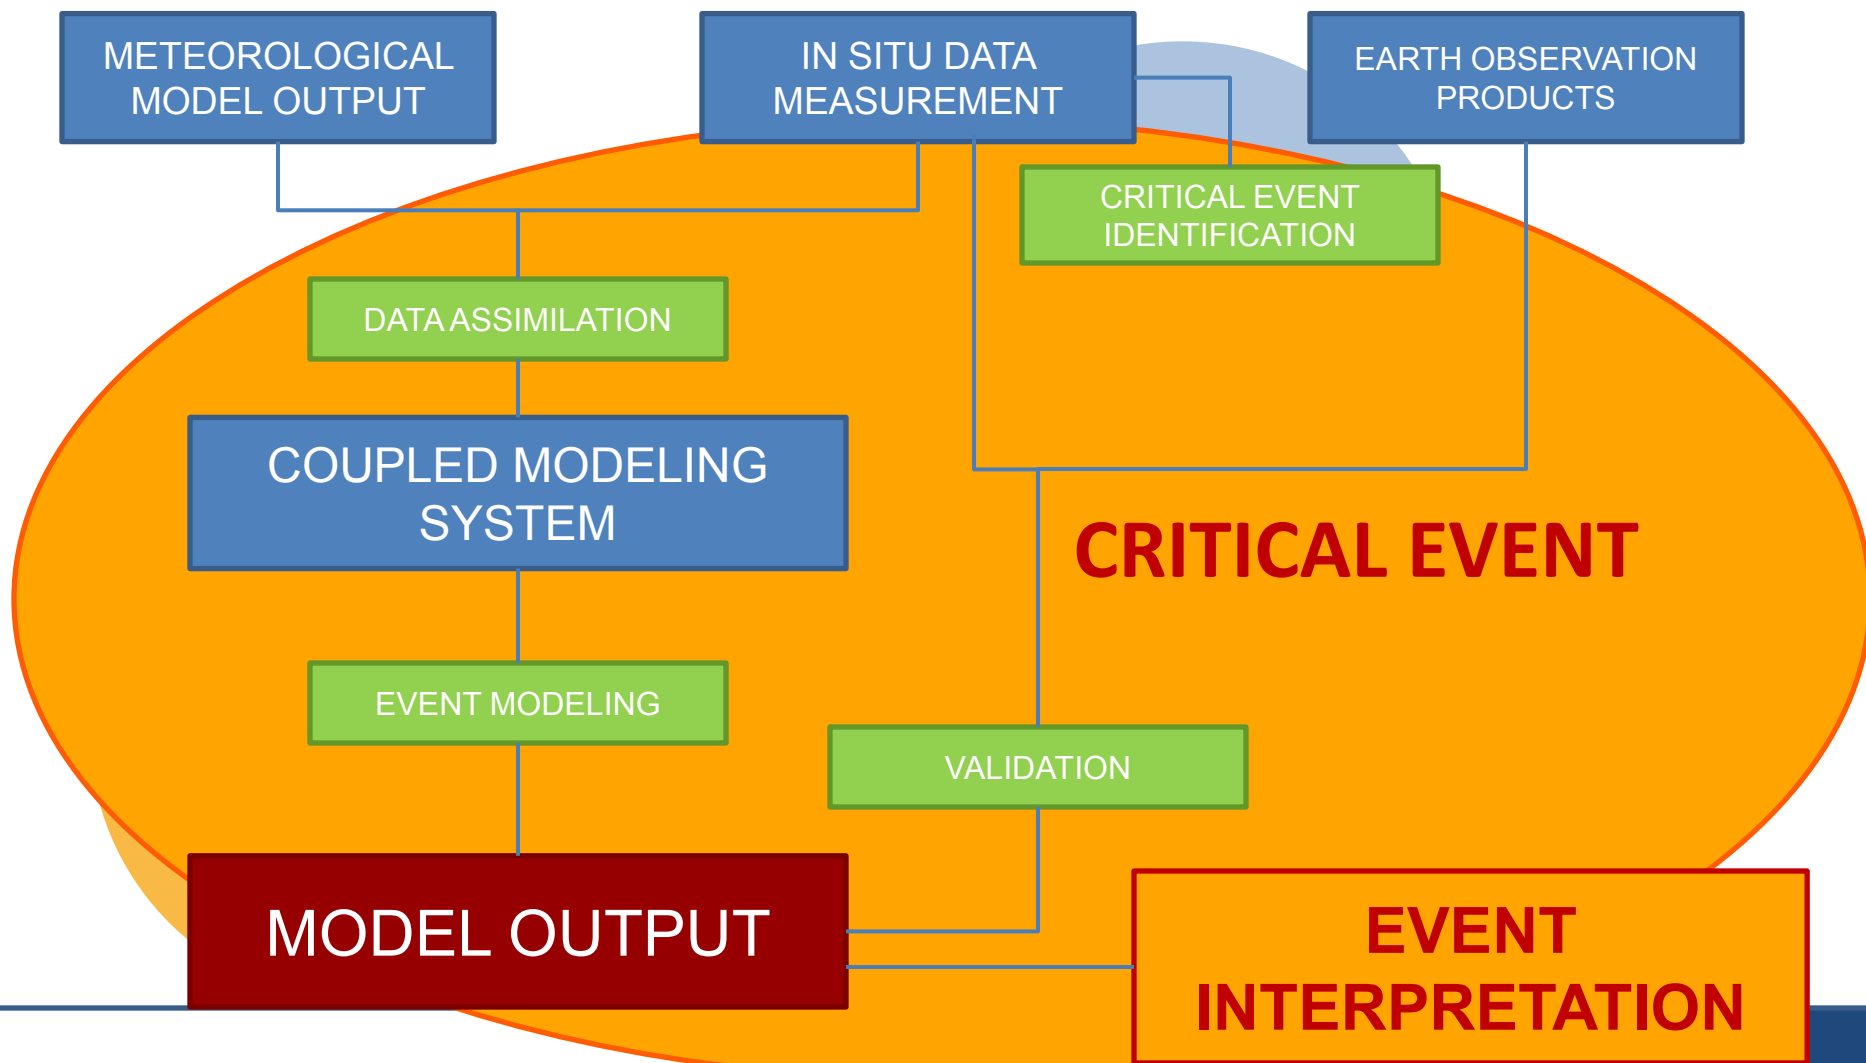 METEOROLOGICAL
MODEL OUTPUT
IN SITU DATA
MEASUREMENT
EARTH OBSERVATION
PRODUCTS
CRITICAL EVENT
IDENTIFICATION
DATA ASSIMILATION
COUPLED MODELING
SYSTEM
CRITICAL EVENT
EVENT MODELING
VALIDATION
MODEL OUTPUT
EVENT
INTERPRETATION